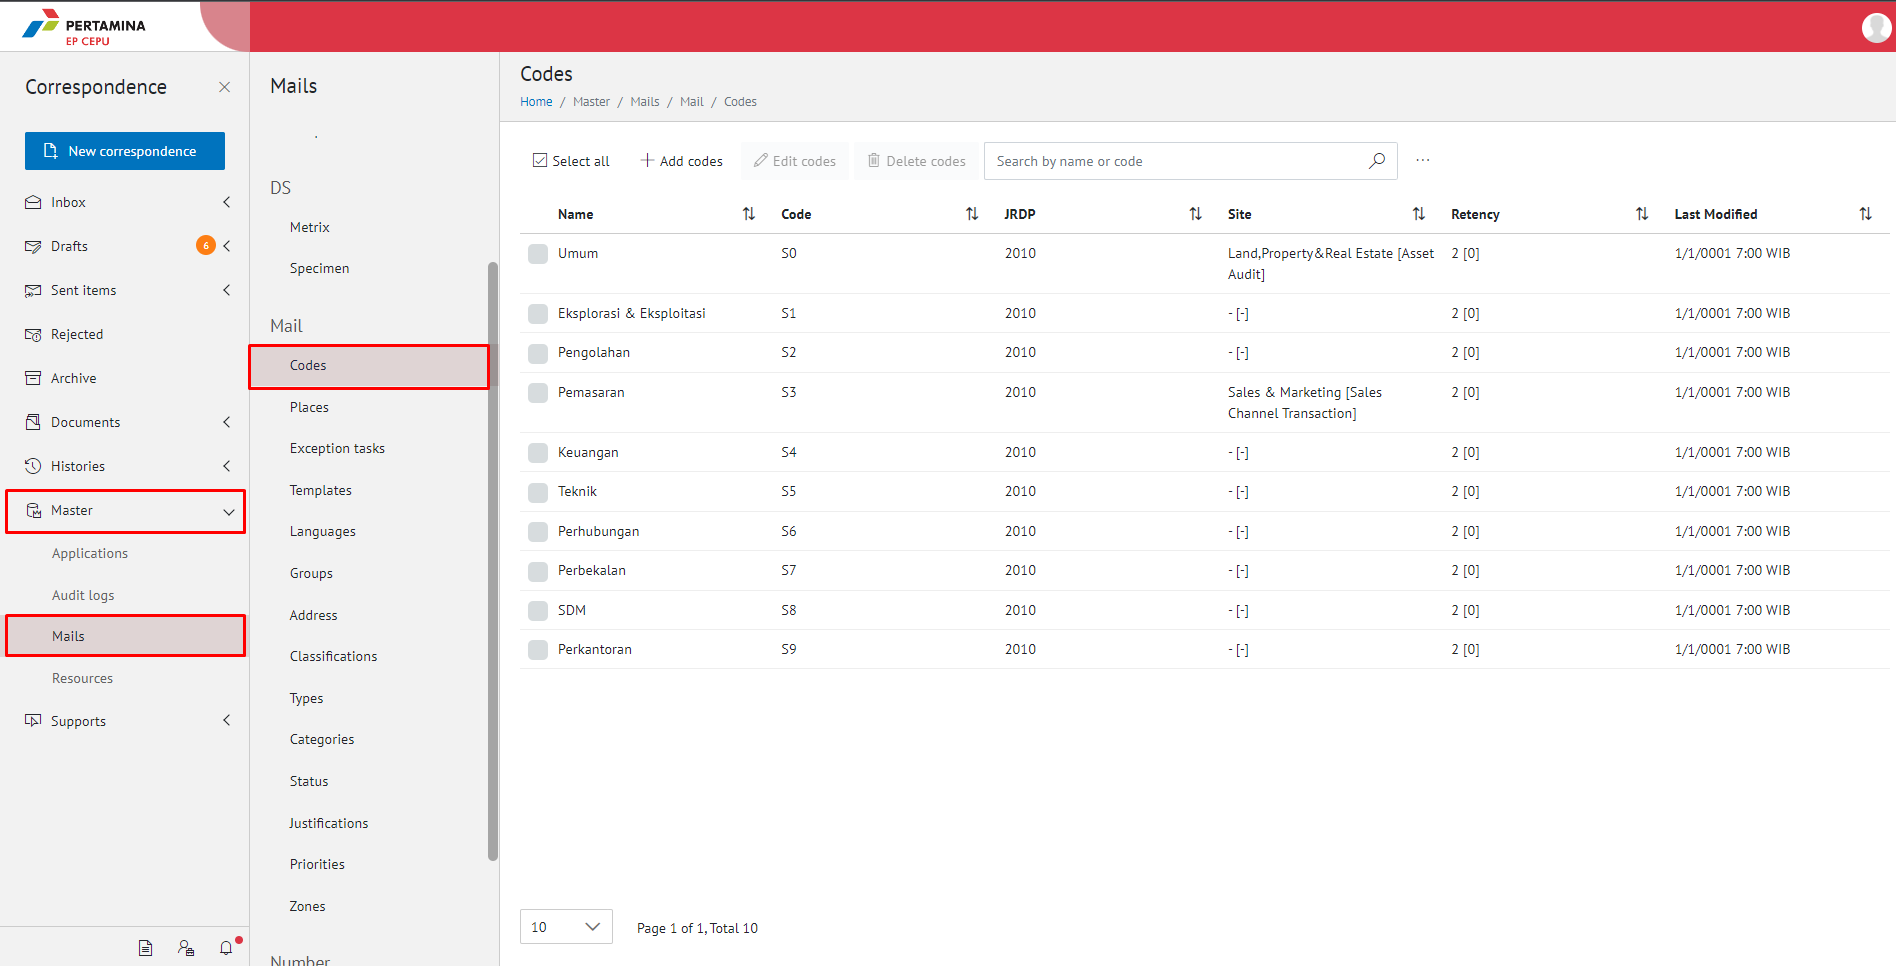 PERTAMINA
EP CEPU
Correspondence
New correspondence
Inbox
Drafts 6
Sent items
Rejected
Archive
Documents
Histories
Master
Applications
Audit logs
Mails
Resources
Supports
Mails
DS
Metrix
Specimen
Mail
Codes
Places
Exception tasks
Templates
Languages
Groups
Address
Classifications
Types
Categories
Status
Justifications
Priorities
Zones
Number
Codes
Home / Master / Mails / Mail / Codes
Select all Add codes Edit codes Delete codes Search by name or code ...
Name Code JRDP Site Retency Last Modified
Umum S0 2010 Land,Property&Real Estate [Asset 2 [0] 1/1/0001 7:00 WIB
Audit]
Eksplorasi & Eksploitasi S1 2010 - [-] 2 [0] 1/1/0001 7:00 WIB
Pengolahan S2 2010 - [-] 2 [0] 1/1/0001 7:00 WIB
Pemasaran S3 2010 Sales & Marketing [Sales 2 [0] 1/1/0001 7:00 WIB
Channel Transaction]
Keuangan S4 2010 - [-] 2 [0] 1/1/0001 7:00 WIB
Teknik S5 2010 - [-] 2 [0] 1/1/0001 7:00 WIB
Perhubungan S6 2010 - [-] 2 [0] 1/1/0001 7:00 WIB
Perbekalan S7 2010 - [-] 2 [0] 1/1/0001 7:00 WIB
SDM S8 2010 - [-] 2 [0] 1/1/0001 7:00 WIB
Perkantoran S9 2010 - [-] 2 [0] 1/1/0001 7:00 WIB
10 Page 1 of 1, Total 10